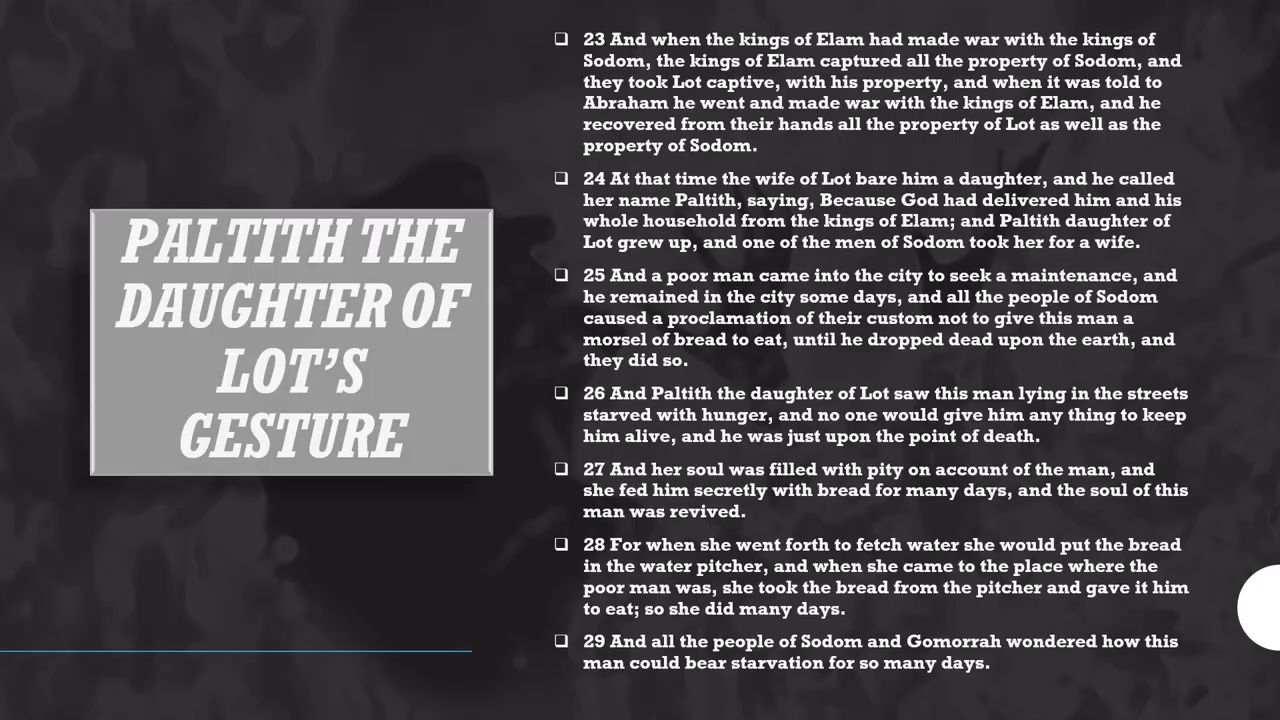 PALTITH THE
DAUGHTER OF
LOT'S
GESTURE
23 And when the kings of Elam had made war with the kings of
Sodom, the kings of Elam captured all the property of Sodom, and
they took Lot captive, with his property, and when it was told to
Abraham he went and made war with the kings of Elam, and he
recovered from their hands all the property of Lot as well as the
property of Sodom.
24 At that time the wife of Lot bare him a daughter, and he called
her name Paltith, saying, Because God had delivered him and his
whole household from the kings of Elam; and Paltith daughter of
Lot grew up, and one of the men of Sodom took her for a wife.
25 And a poor man came into the city to seek a maintenance, and
he remained in the city some days, and all the people of Sodom
caused a proclamation of their custom not to give this man a
morsel of bread to eat, until he dropped dead upon the earth, and
they did so.
26 And Paltith the daughter of Lot saw this man lying in the streets
starved with hunger, and no one would give him any thing to keep
him alive, and he was just upon the point of death.
27 And her soul was filled with pity on account of the man, and
she fed him secretly with bread for many days, and the soul of this
man was revived.
28 For when she went forth to fetch water she would put the bread
in the water pitcher, and when she came to the place where the
poor man was, she took the bread from the pitcher and gave it him
to eat; so she did many days.
29 And all the people of Sodom and Gomorrah wondered how this
man could bear starvation for so many days.